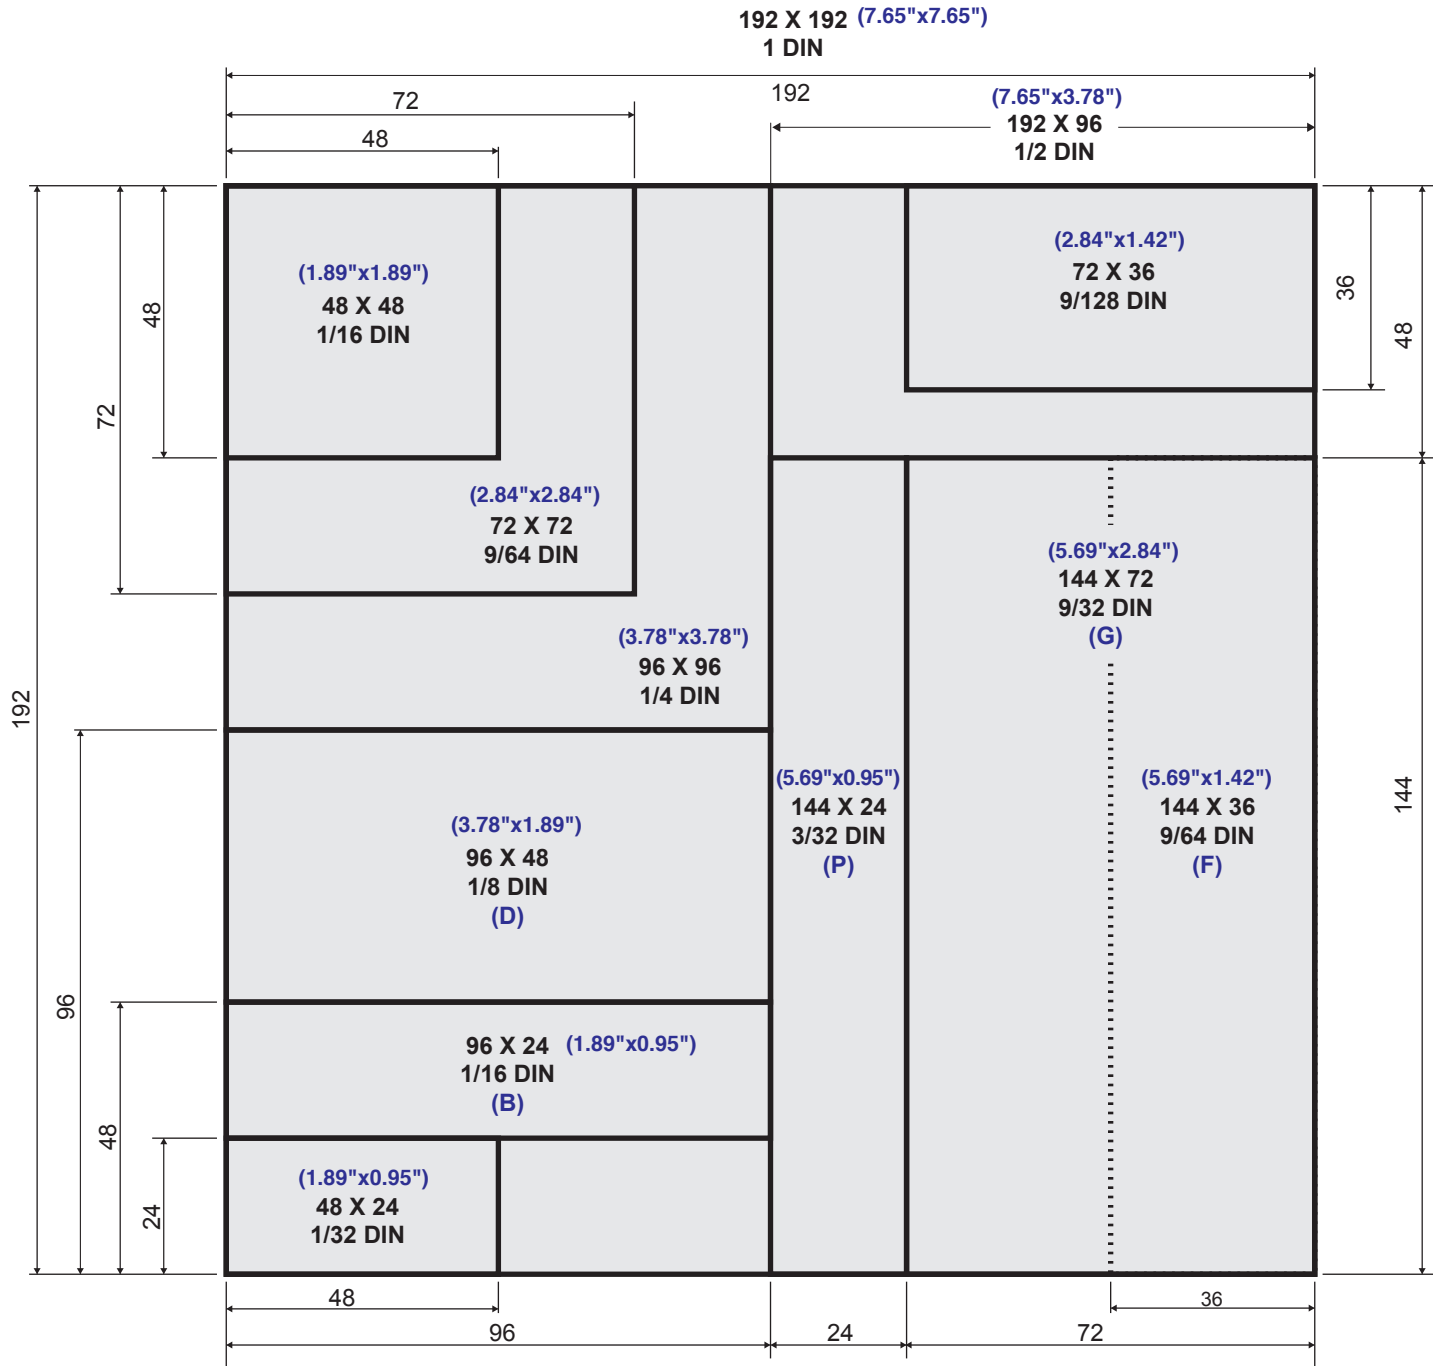 192 X 192 (7.65"x7.65")
1 DIN
192
72
48
(7.65"x3.78")
192 X 96
1/2 DIN
(1.89"x1.89")
48 X 48
1/16 DIN
(2.84"x1.42")
72 X 36
9/128 DIN
48
72
36
48
(2.84"x2.84")
72 X 72
9/64 DIN
(5.69"x2.84")
144 X 72
9/32 DIN
(G)
(3.78"x3.78")
96 X 96
1/4 DIN
192
(5.69"x0.95")
144 X 24
3/32 DIN
(P)
(5.69"x1.42")
144 X 36
9/64 DIN
(F)
144
(3.78"x1.89")
96 X 48
1/8 DIN
(D)
96
96 X 24 (1.89"x0.95")
1/16 DIN
(B)
48
(1.89"x0.95")
48 X 24
1/32 DIN
24
48
36
96
24
72